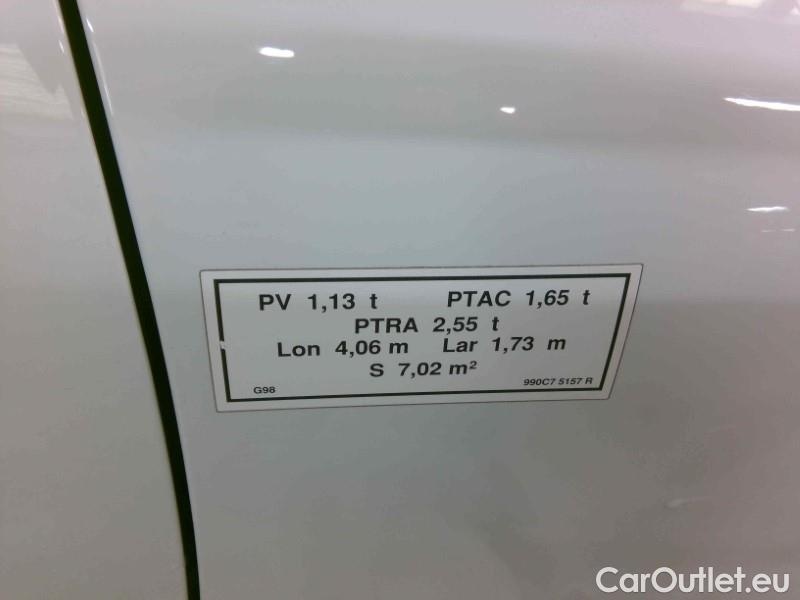 PV 1,13 t PTAC 1,65 t
PTRA 2,55 t
Lon 4,06 m Lar 1,73 m
S 7,02 m²
G98 990C7 5157 R
CarOutlet.eu